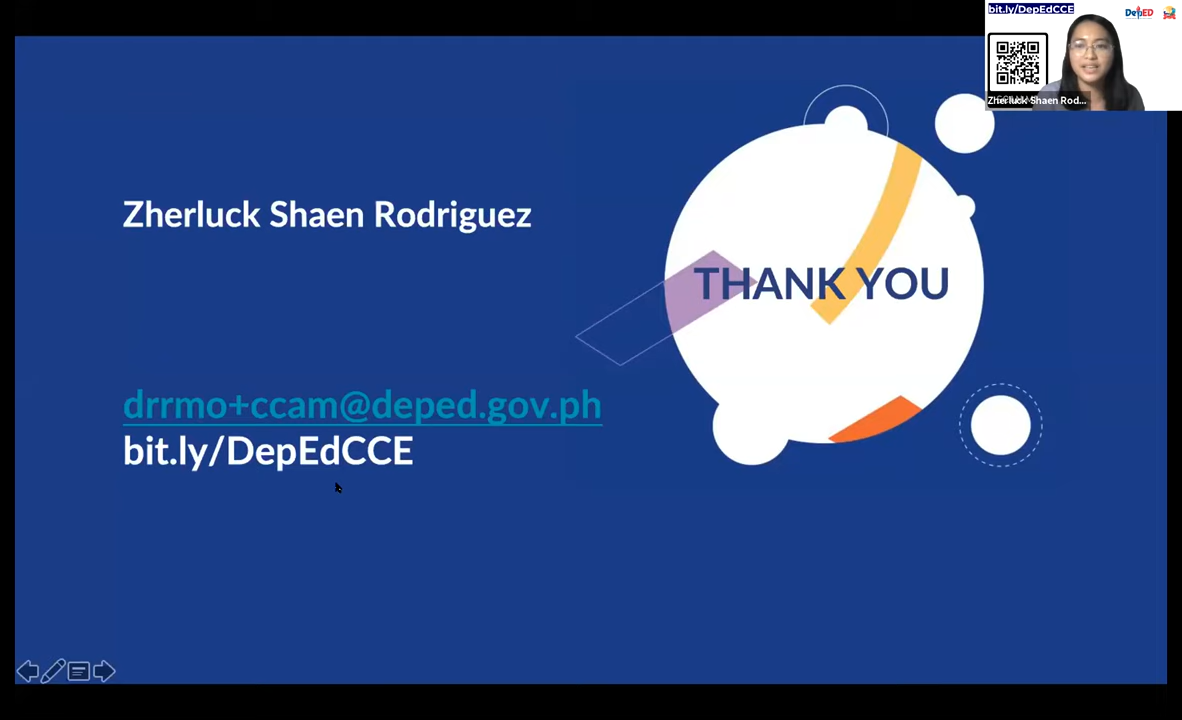 bit.ly/DepEdCCE
DepED
Zherluck Shaen Rod...
Zherluck Shaen Rodriguez
THANK YOU
drrmo+ccam@deped.gov.ph
bit.ly/DepEdCCE